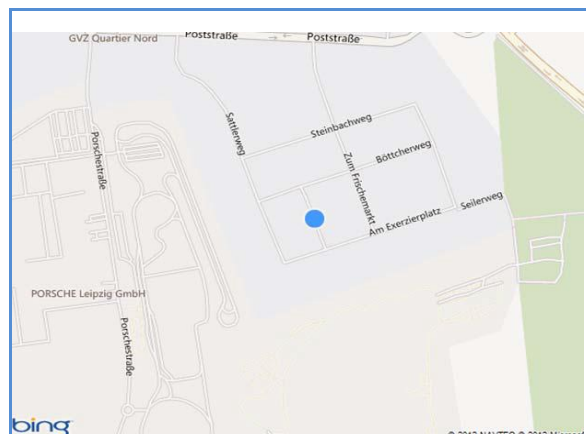 GVZ Quartier Nord
Poststraße
Poststraße
Sattlerweg
Steinbachweg
Böttcherweg
Porschestraße
Zum Frischemarkt
Seilerweg
Am Exerzierplatz
PORSCHE Leipzig GmbH
Porschestraße
bing